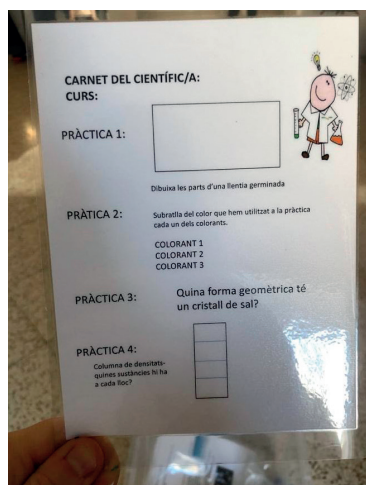 CARNET DEL CIENTÍFIC/A:
CURS:
PRÀCTICA 1:
Dibuixa les parts d'una llentia germinada
PRÀTICA 2:
Subratlla del color que hem utilitzat a la pràctica
cada un dels colorants.
COLORANT 1
COLORANT 2
COLORANT 3
PRÀCTICA 3:
Quina forma geomètrica té
un cristall de sal?
PRÀCTICA 4:
Columna de densitats-
quines sustàncies hi ha
a cada lloc?